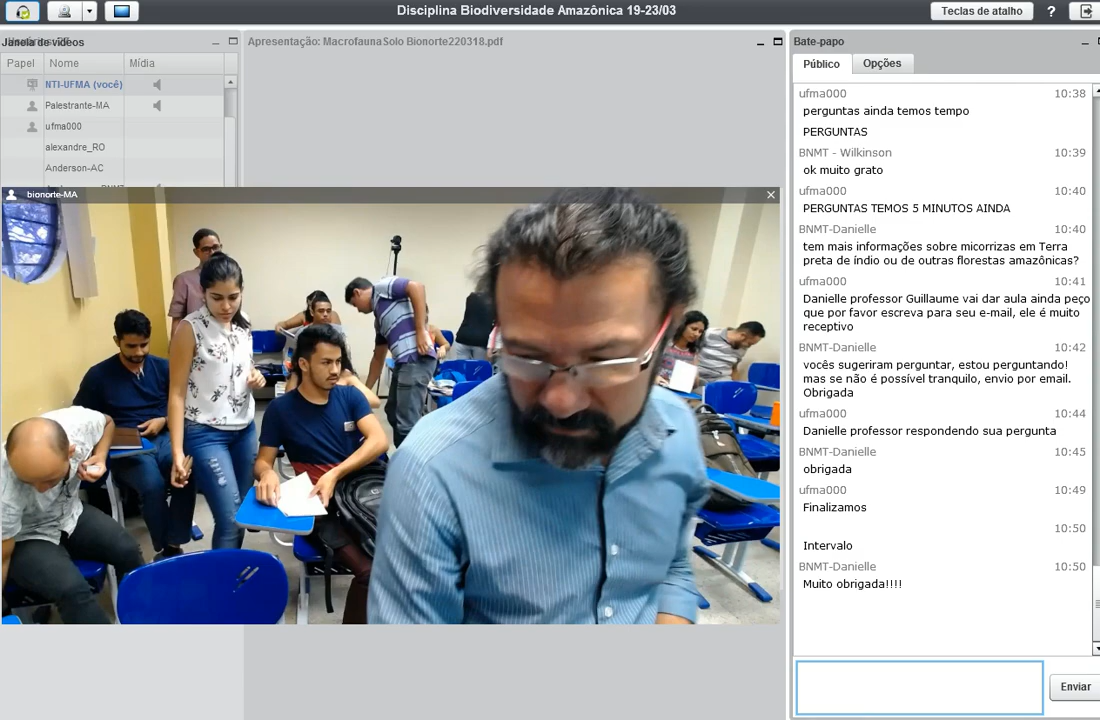 Disciplina Biodiversidade Amazônica 19-23/03
Teclas de atalho
?
Janela de vídeos
Papel Nome Mídia
NTI-UFMA (você)
Palestrante-MA
ufma000
alexandre_RO
Anderson-AC
Apresentação: MacrofaunaSolo Bionorte220318.pdf
bionorte-MA
Bate-papo
Público Opções
ufma000 10:38
perguntas ainda temos tempo
PERGUNTAS
BNMT - Wilkinson 10:39
ok muito grato
ufma000 10:40
PERGUNTAS TEMOS 5 MINUTOS AINDA
BNMT-Danielle 10:40
tem mais informações sobre micorrizas em Terra
preta de índio ou de outras florestas amazônicas?
ufma000 10:41
Danielle professor Guillaume vai dar aula ainda peço
que por favor escreva para seu e-mail, ele é muito
receptivo
BNMT-Danielle 10:42
vocês sugeriram perguntar, estou perguntando!
mas se não é possível tranquilo, envio por email.
Obrigada
ufma000 10:44
Danielle professor respondendo sua pergunta
BNMT-Danielle 10:45
obrigada
ufma000 10:49
Finalizamos
10:50
Intervalo
BNMT-Danielle 10:50
Muito obrigada!!!!
Enviar